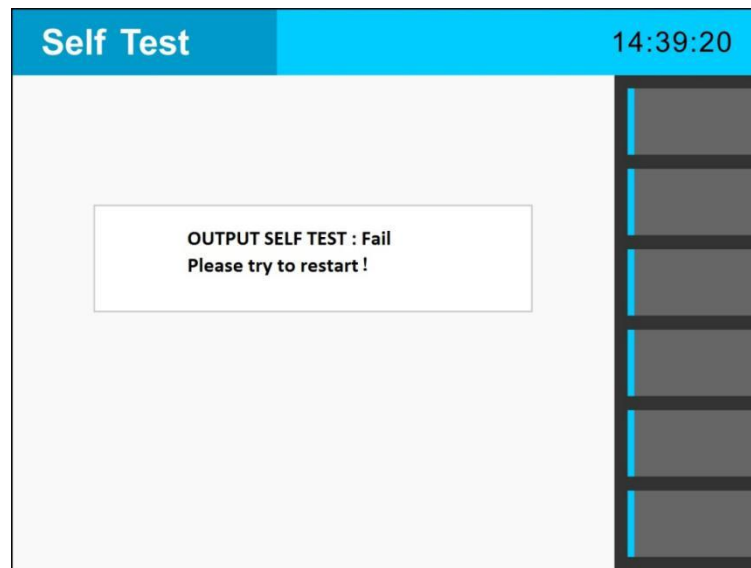 Self Test
14:39:20
OUTPUT SELF TEST : Fail
Please try to restart !